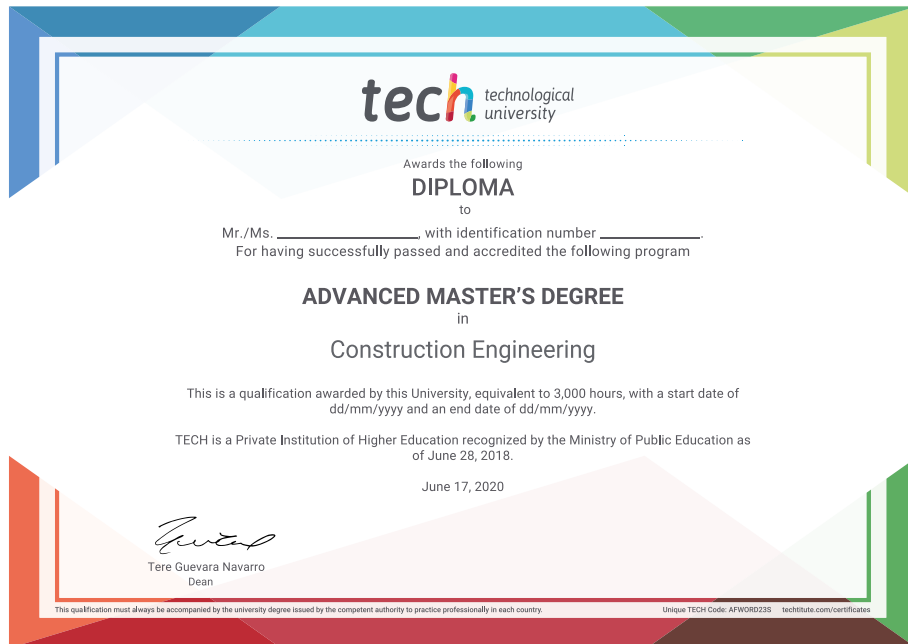 tech technological
university
Awards the following
DIPLOMA
to
Mr./Ms. ____________________, with identification number ______________.
For having successfully passed and accredited the following program
ADVANCED MASTER'S DEGREE
in
Construction Engineering
This is a qualification awarded by this University, equivalent to 3,000 hours, with a start date of
dd/mm/yyyy and an end date of dd/mm/yyyy.
TECH is a Private Institution of Higher Education recognized by the Ministry of Public Education as
of June 28, 2018.
June 17, 2020
Tere Guevara Navarro
Dean
This qualification must always be accompanied by the university degree issued by the competent authority to practice professionally in each country.
Unique TECH Code: AFWORD23S techtitute.com/certificates